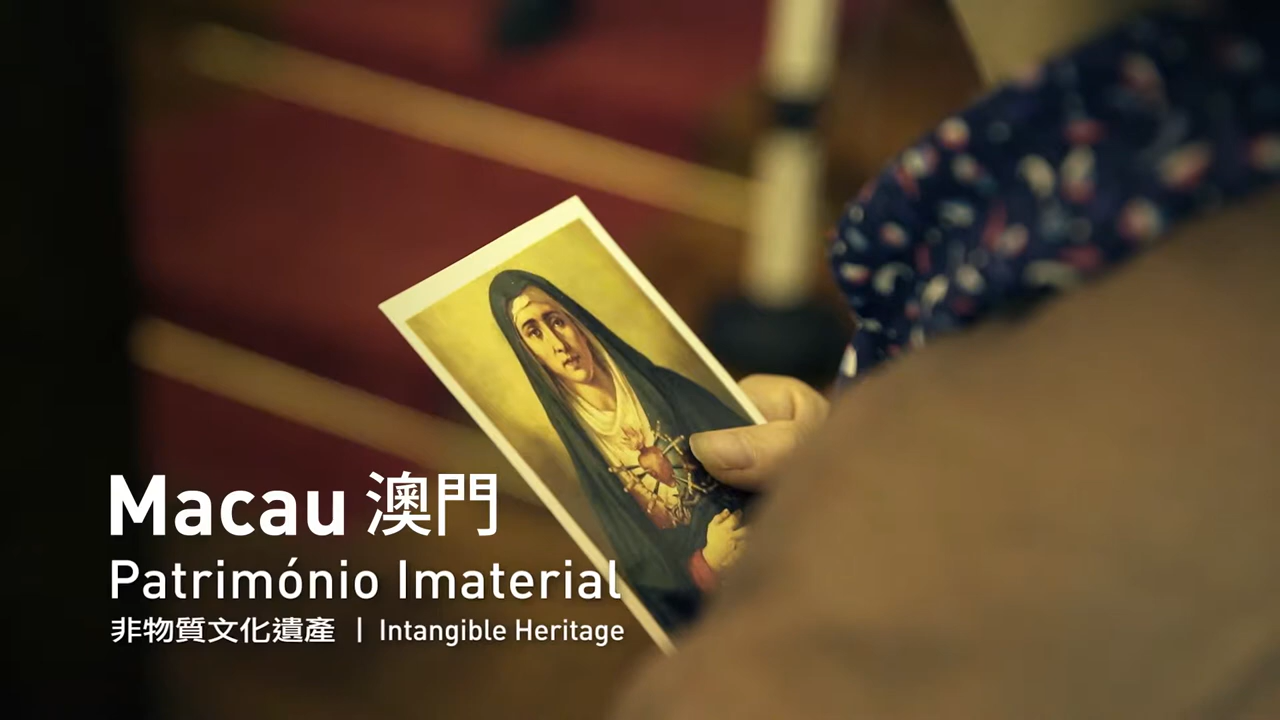 Macau 澳門
Património Imaterial
非物質文化遺產 | Intangible Heritage